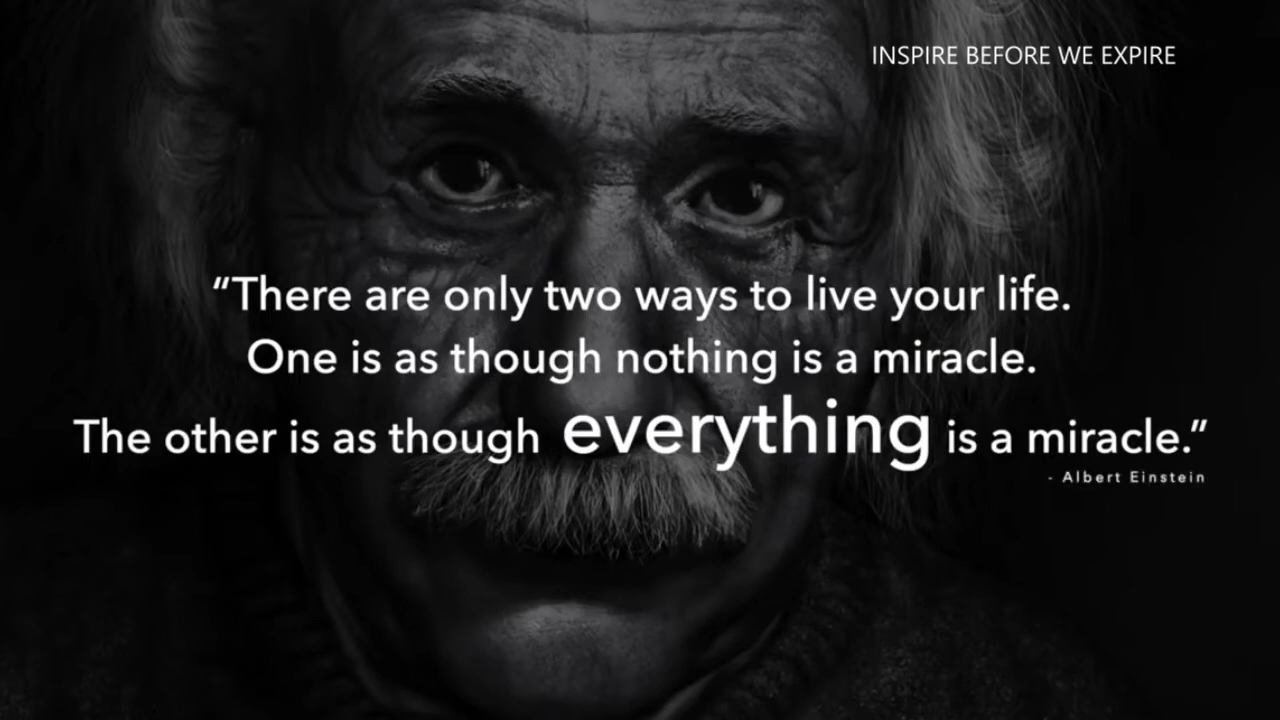 INSPIRE BEFORE WE EXPIRE
“There are only two ways to live your life.
One is as though nothing is a miracle.
The other is as though everything is a miracle.”
- Albert Einstein